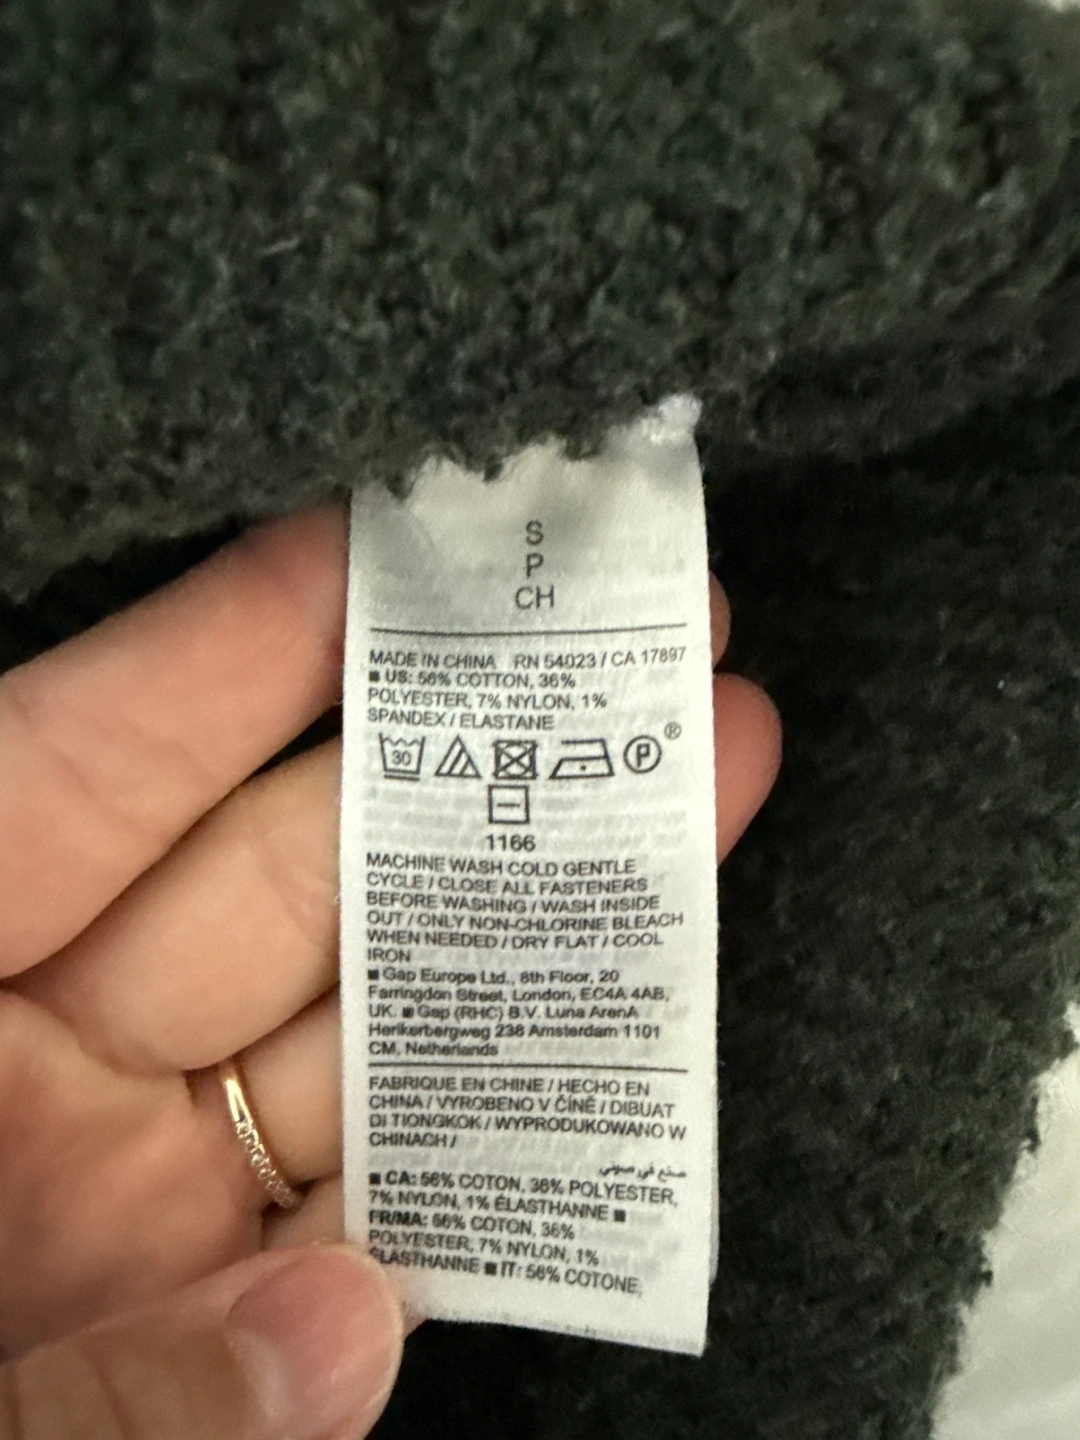 S
P
CH
MADE IN CHINA RN 54023 / CA 17897
■ US: 56% COTTON, 36%
POLYESTER, 7% NYLON, 1%
SPANDEX / ELASTANE
30 P ®
1166
MACHINE WASH COLD GENTLE
CYCLE / CLOSE ALL FASTENERS
BEFORE WASHING / WASH INSIDE
OUT / ONLY NON-CHLORINE BLEACH
WHEN NEEDED / DRY FLAT / COOL
IRON
■ Gap Europe Ltd., 8th Floor, 20
Farringdon Street, London, EC4A 4AB,
UK. ■ Gap (RHC) B.V. Luna ArenA
Herikerbergweg 238 Amsterdam 1101
CM, Netherlands
FABRIQUE EN CHINE / HECHO EN
CHINA / VYROBENO V ČÍNĚ / DIBUAT
DI TIONGKOK / WYPRODUKOWANO W
CHINACH /
صنع في صيني
■ CA: 56% COTON, 36% POLYESTER,
7% NYLON, 1% ÉLASTHANNE ■
FR/MA: 56% COTON, 36%
POLYESTER, 7% NYLON, 1%
ÉLASTHANNE ■ IT: 56% COTONE,